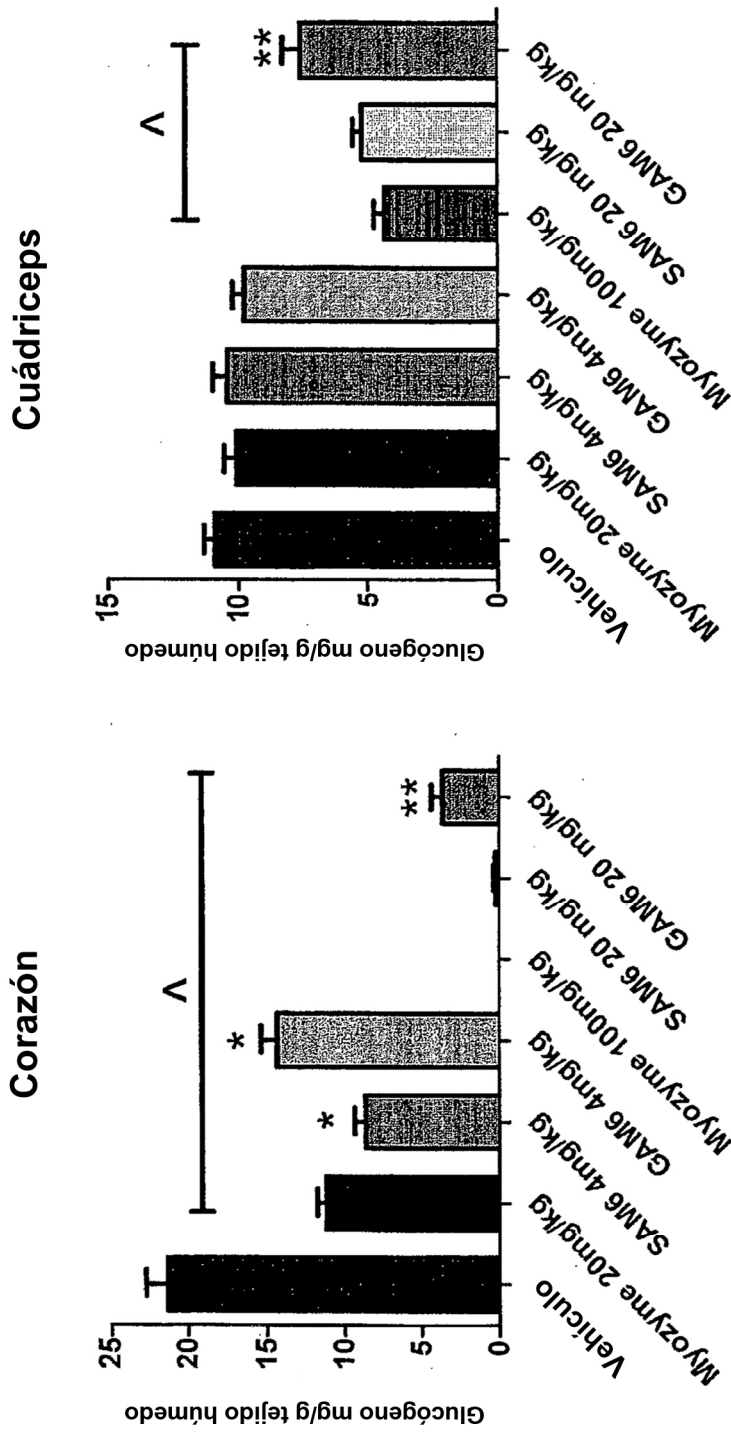 Corazón
Glucógeno mg/g tejido húmedo
25
20
15
10
5
0
Vehículo
Myozyme 20mg/kg
SAM6 4mg/kg
GAM6 4mg/kg
Myozyme 100mg/kg
SAM6 20 mg/kg
GAM6 20 mg/kg
*
*
**
^
Cuádriceps
Glucógeno mg/g tejido húmedo
15
10
5
0
Vehículo
Myozyme 20mg/kg
SAM6 4mg/kg
GAM6 4mg/kg
Myozyme 100mg/kg
SAM6 20 mg/kg
GAM6 20 mg/kg
**
^